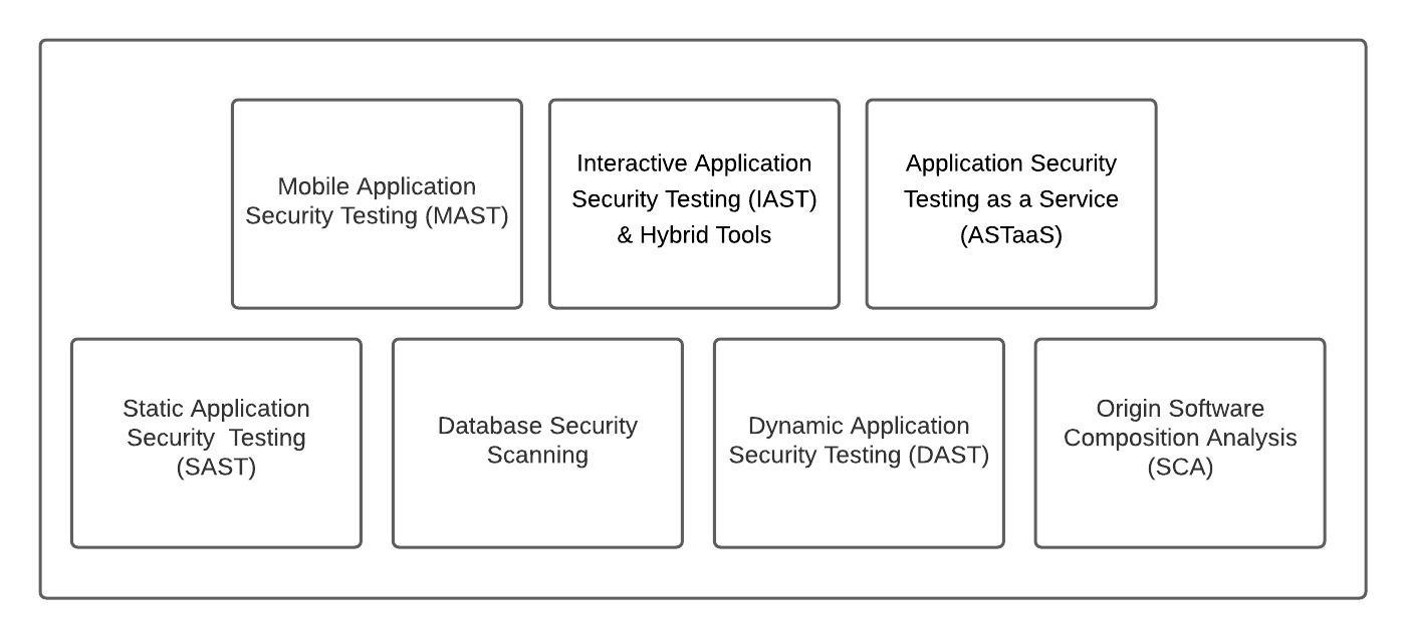 Mobile Application
Security Testing (MAST)
Interactive Application
Security Testing (IAST)
& Hybrid Tools
Application Security
Testing as a Service
(ASTaaS)
Static Application
Security  Testing
(SAST)
Database Security
Scanning
Dynamic Application
Security Testing (DAST)
Origin Software
Composition Analysis
(SCA)